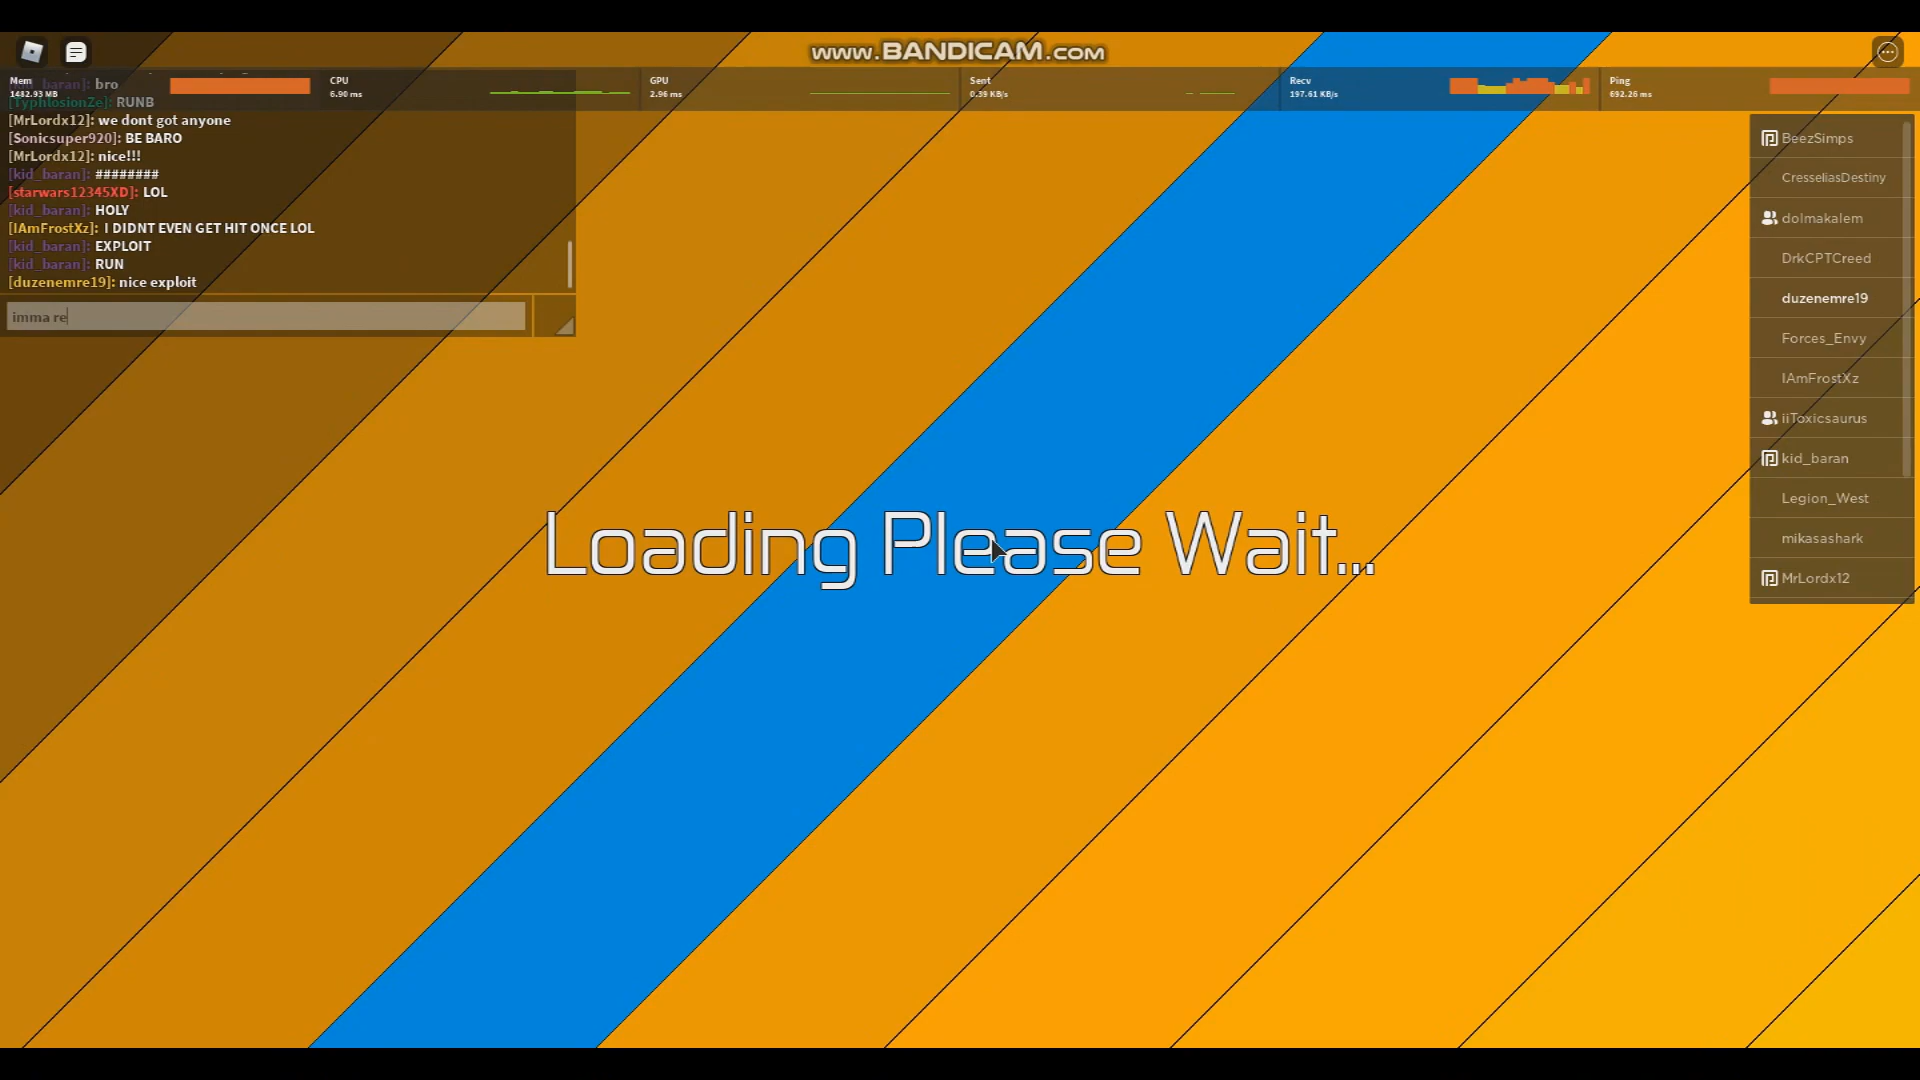 www.BANDICAM.com
Mem
1482.93 MB
CPU
6.90 ms
GPU
2.96 ms
Sent
0.39 KB/s
Recv
197.61 KB/s
Ping
692.26 ms
[kid_baran]: bro
[TyphlosionZe]: RUNB
[MrLordx12]: we dont got anyone
[Sonicsuper920]: BE BARO
[MrLordx12]: nice!!!
[kid_baran]: ########
[starwars12345XD]: LOL
[kid_baran]: HOLY
[IAmFrostXz]: I DIDNT EVEN GET HIT ONCE LOL
[kid_baran]: EXPLOIT
[kid_baran]: RUN
[duzenemre19]: nice exploit
imma re
BeezSimps
CresseliasDestiny
dolmakalem
DrkCPTCreed
duzenemre19
Forces_Envy
IAmFrostXz
iiToxicsaurus
kid_baran
Legion_West
mikasashark
MrLordx12
Loading Please Wait...